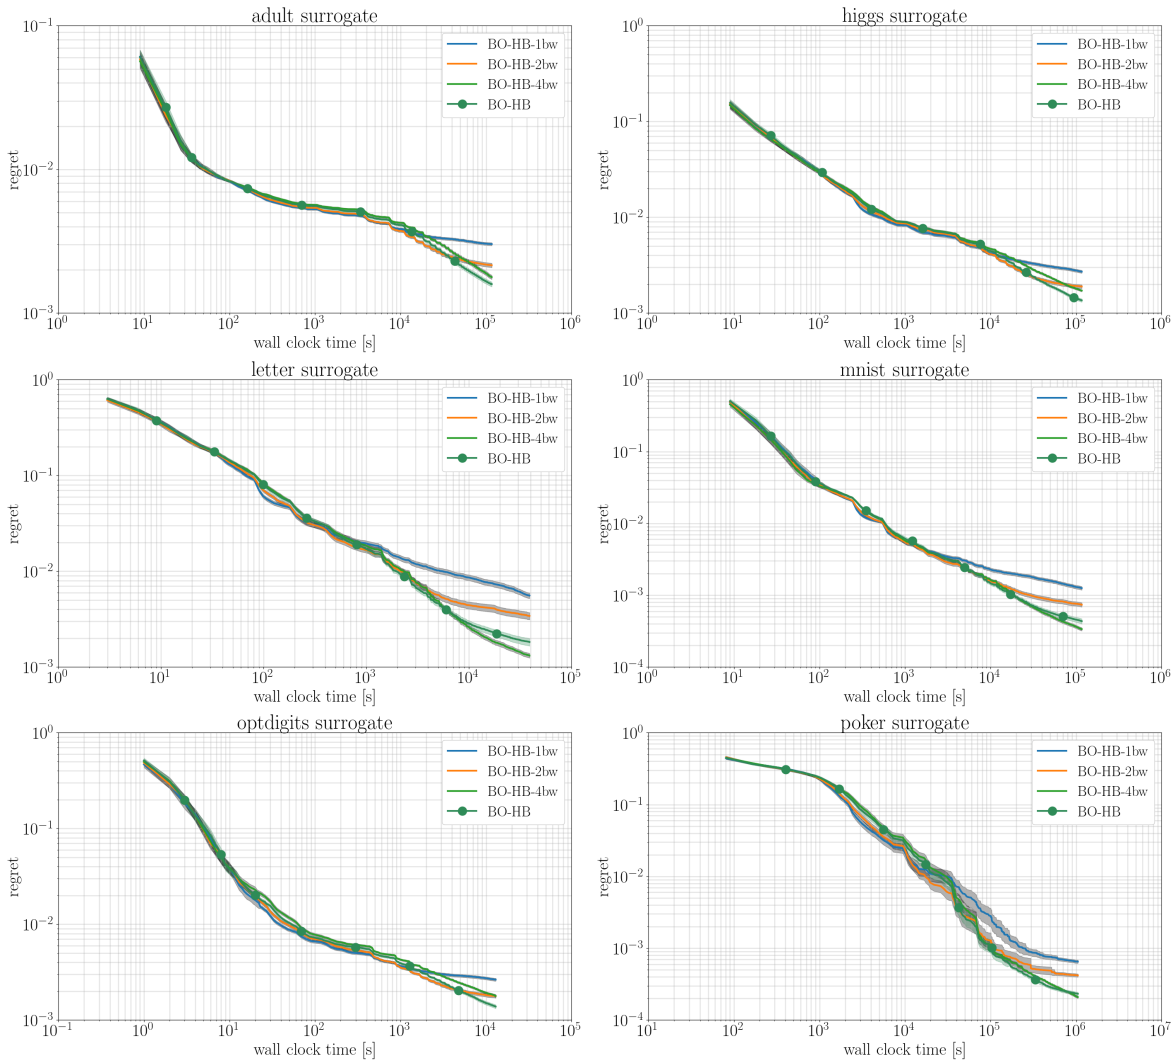 adult surrogate
10^-1
10^-2
10^-3
regret
10^0 10^1 10^2 10^3 10^4 10^5 10^6
wall clock time [s]
BO-HB-1bw
BO-HB-2bw
BO-HB-4bw
BO-HB
higgs surrogate
10^0
10^-1
10^-2
10^-3
regret
10^0 10^1 10^2 10^3 10^4 10^5 10^6
wall clock time [s]
BO-HB-1bw
BO-HB-2bw
BO-HB-4bw
BO-HB
letter surrogate
10^0
10^-1
10^-2
10^-3
regret
10^0 10^1 10^2 10^3 10^4 10^5
wall clock time [s]
BO-HB-1bw
BO-HB-2bw
BO-HB-4bw
BO-HB
mnist surrogate
10^0
10^-1
10^-2
10^-3
10^-4
regret
10^0 10^1 10^2 10^3 10^4 10^5 10^6
wall clock time [s]
BO-HB-1bw
BO-HB-2bw
BO-HB-4bw
BO-HB
optdigits surrogate
10^0
10^-1
10^-2
10^-3
regret
10^-1 10^0 10^1 10^2 10^3 10^4 10^5
wall clock time [s]
BO-HB-1bw
BO-HB-2bw
BO-HB-4bw
BO-HB
poker surrogate
10^0
10^-1
10^-2
10^-3
10^-4
regret
10^1 10^2 10^3 10^4 10^5 10^6 10^7
wall clock time [s]
BO-HB-1bw
BO-HB-2bw
BO-HB-4bw
BO-HB